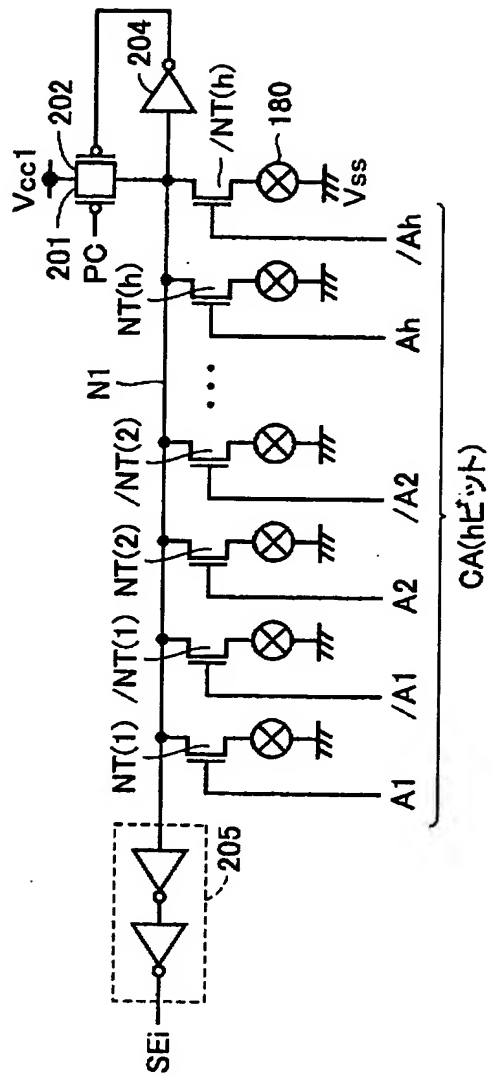 Vcc1
201
202
PC
204
N1
NT(1)
/NT(1)
NT(2)
/NT(2)
•••
NT(h)
/NT(h)
180
Vss
205
SEi
A1
/A1
A2
/A2
Ah
/Ah
CA(hビット)